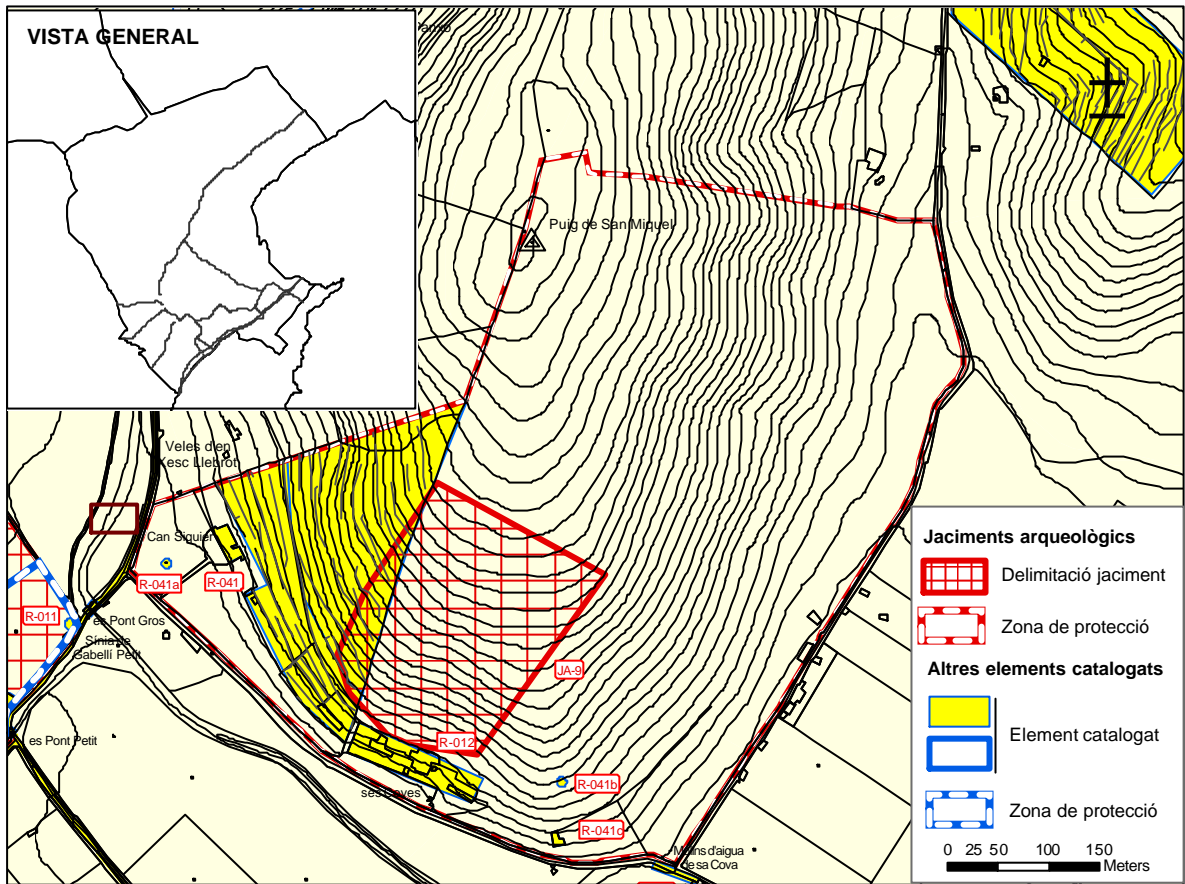 VISTA GENERAL
Puig de San Miquel
Veles d'en
Xesc Llebrot
Can Siguier
R-041a
R-041
R-011
es Pont Gros
Sínia de
Gabellí Petit
es Pont Petit
JA-9
R-012
ses Coves
R-041b
R-041c
Molins d'aigua
de sa Cova
Jaciments arqueològics
Delimitació jaciment
Zona de protecció
Altres elements catalogats
Element catalogat
Zona de protecció
0 25 50 100 150
Meters